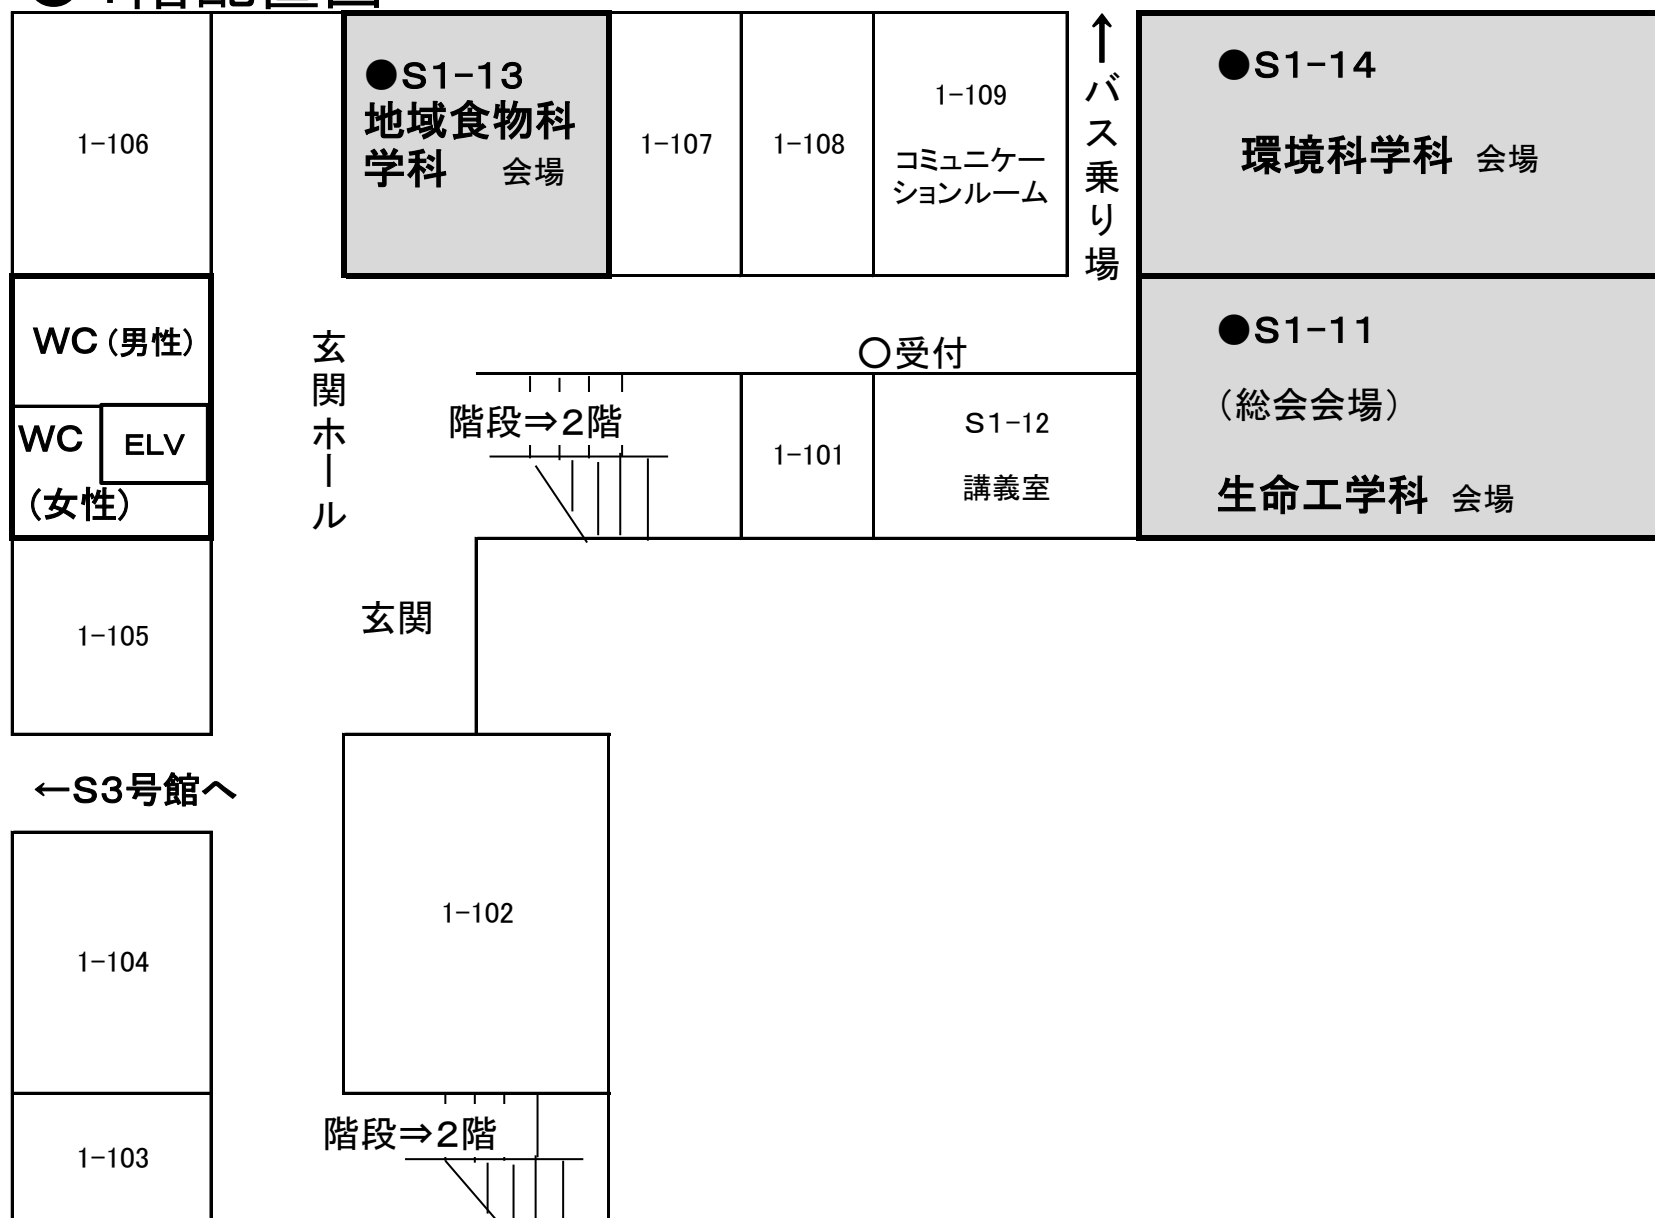 1-106
●S1-13
地域食物科
学科 会場
1-107
1-108
1-109
コミュニケー
ションルーム
↑バス乗り場
●S1-14
環境科学科 会場
WC(男性)
WC
ELV
(女性)
玄関ホール
○受付
階段⇒2階
1-101
S1-12
講義室
●S1-11
(総会会場)
生命工学科 会場
玄関
1-105
←S3号館へ
1-102
1-104
階段⇒2階
1-103